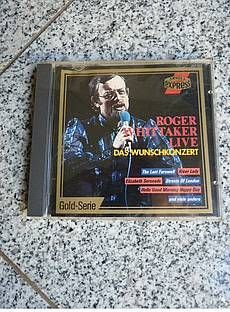 EXPRESS
ROGER
WHITTAKER
LIVE
DAS WUNSCHKONZERT
The Last Farewell River Lady
Elizabeth Serenade Streets Of London
Hello Good Morning Happy Day
und viele andere
Gold-Serie